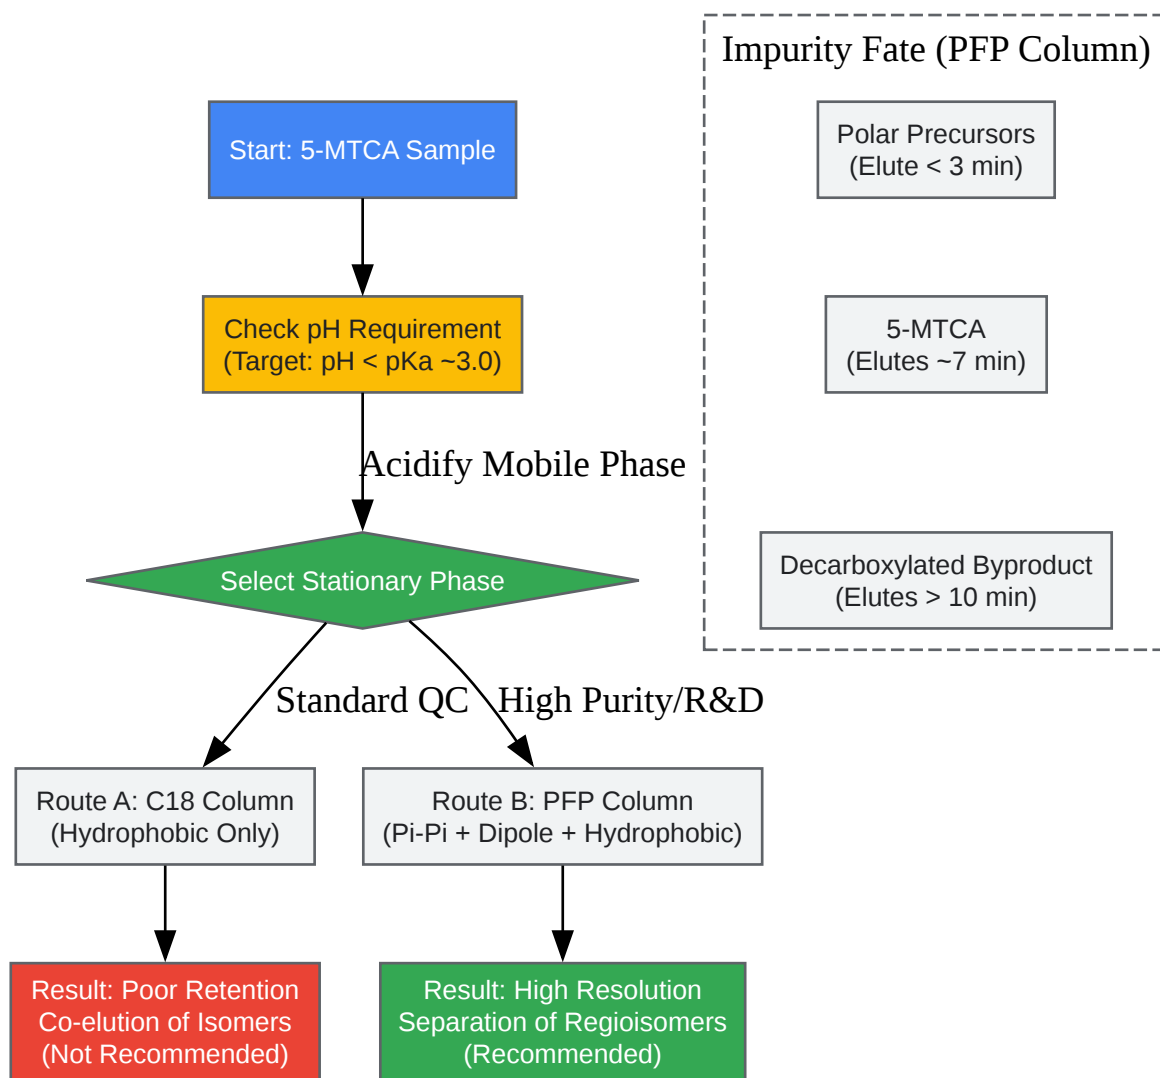 Start: 5-MTCA Sample
Check pH Requirement
(Target: pH < pKa ~3.0)
Acidify Mobile Phase
Select Stationary Phase
Standard QC
High Purity/R&D
Route A: C18 Column
(Hydrophobic Only)
Route B: PFP Column
(Pi-Pi + Dipole + Hydrophobic)
Result: Poor Retention
Co-elution of Isomers
(Not Recommended)
Result: High Resolution
Separation of Regioisomers
(Recommended)
Impurity Fate (PFP Column)
Polar Precursors
(Elute < 3 min)
5-MTCA
(Elutes ~7 min)
Decarboxylated Byproduct
(Elutes > 10 min)